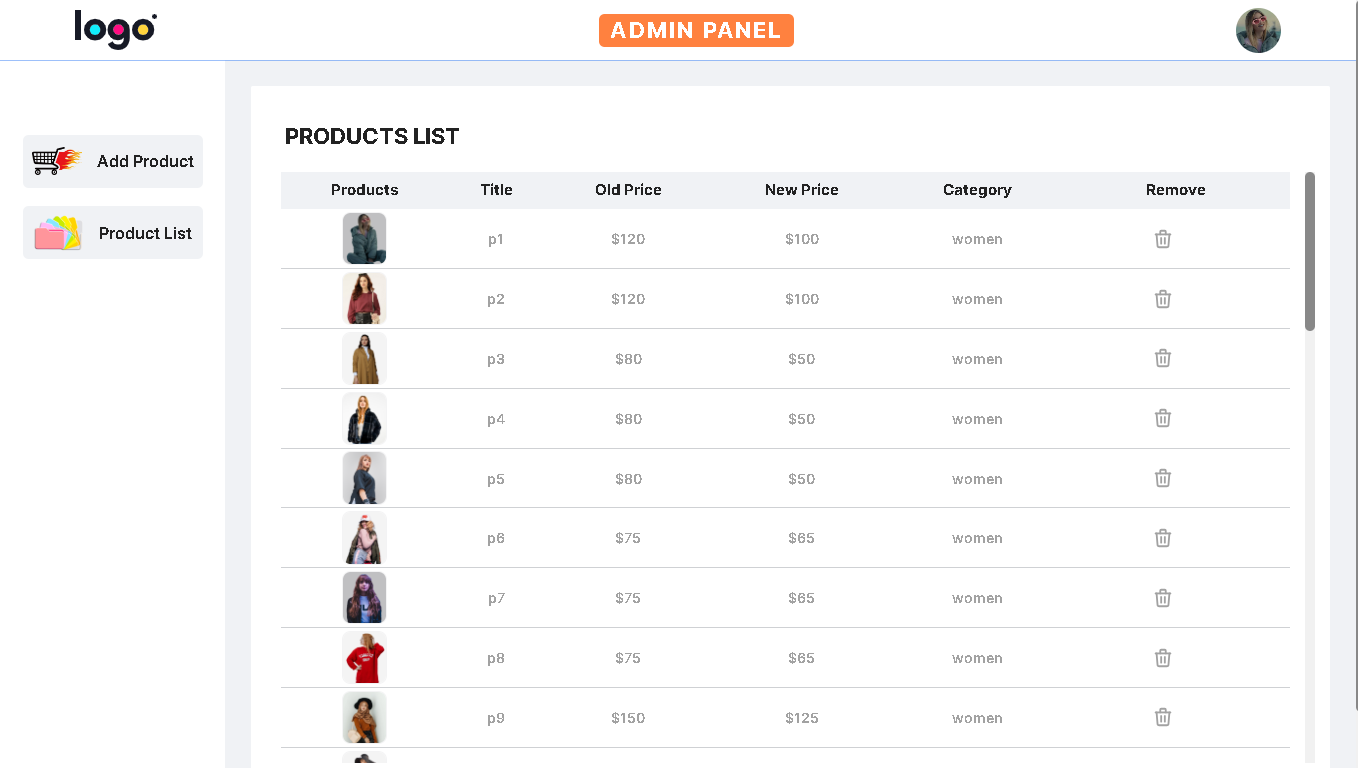 logo
ADMIN PANEL
Add Product
Product List
PRODUCTS LIST
Products Title Old Price New Price Category Remove
p1 $120 $100 women
p2 $120 $100 women
p3 $80 $50 women
p4 $80 $50 women
p5 $80 $50 women
p6 $75 $65 women
p7 $75 $65 women
p8 $75 $65 women
p9 $150 $125 women